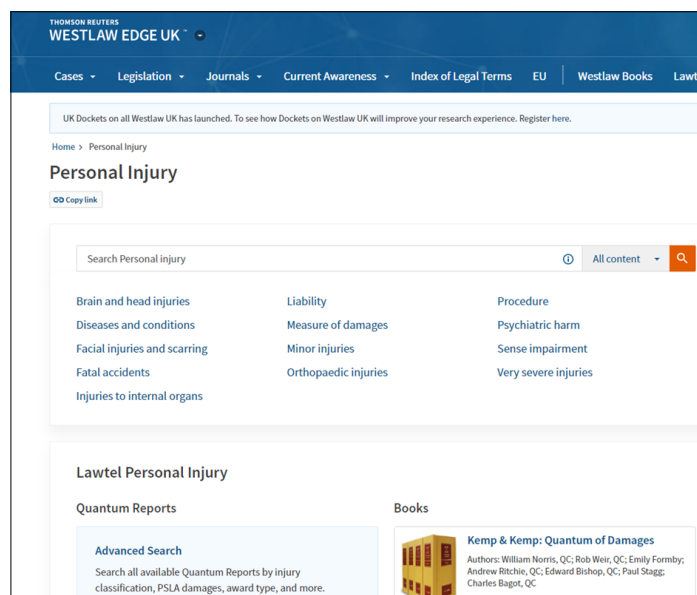 THOMSON REUTERS
WESTLAW EDGE UK™
Cases Legislation Journals Current Awareness Index of Legal Terms EU Westlaw Books Lawt
UK Dockets on all Westlaw UK has launched. To see how Dockets on Westlaw UK will improve your research experience. Register here.
Home > Personal Injury
Personal Injury
Copy link
Search Personal injury All content
Brain and head injuries Liability Procedure
Diseases and conditions Measure of damages Psychiatric harm
Facial injuries and scarring Minor injuries Sense impairment
Fatal accidents Orthopaedic injuries Very severe injuries
Injuries to internal organs
Lawtel Personal Injury
Quantum Reports Books
Advanced Search
Search all available Quantum Reports by injury
classification, PSLA damages, award type, and more.
Kemp & Kemp: Quantum of Damages
Authors: William Norris, QC; Rob Weir, QC; Emily Formby;
Andrew Ritchie, QC; Edward Bishop, QC; Paul Stagg;
Charles Bagot, QC